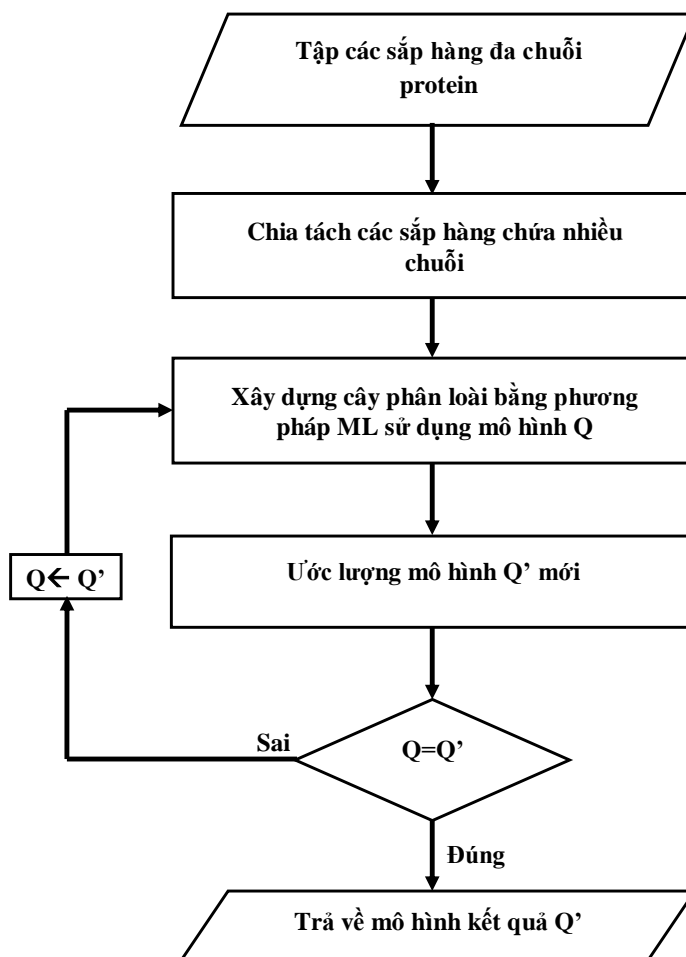 Tập các sắp hàng đa chuỗi
protein
Chia tách các sắp hàng chứa nhiều
chuỗi
Xây dựng cây phân loài bằng phương
pháp ML sử dụng mô hình Q
Ước lượng mô hình Q’ mới
Q← Q’
Sai
Q=Q’
Đúng
Trả về mô hình kết quả Q’